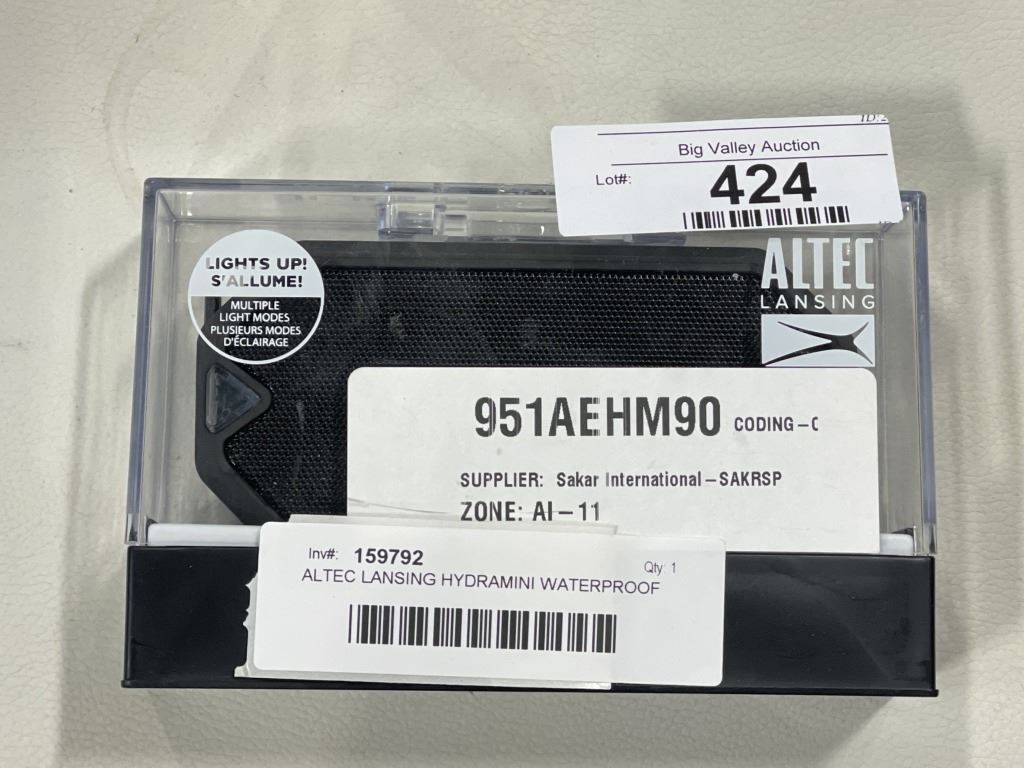 Big Valley Auction
Lot#: 424
LIGHTS UP!
S'ALLUME!
MULTIPLE
LIGHT MODES
PLUSIEURS MODES
D'ÉCLAIRAGE
ALTEC
LANSING
951AEHM90 CODING-
SUPPLIER: Sakar International-SAKRSP
ZONE: AI-11
Inv#: 159792
Qty: 1
ALTEC LANSING HYDRAMINI WATERPROOF